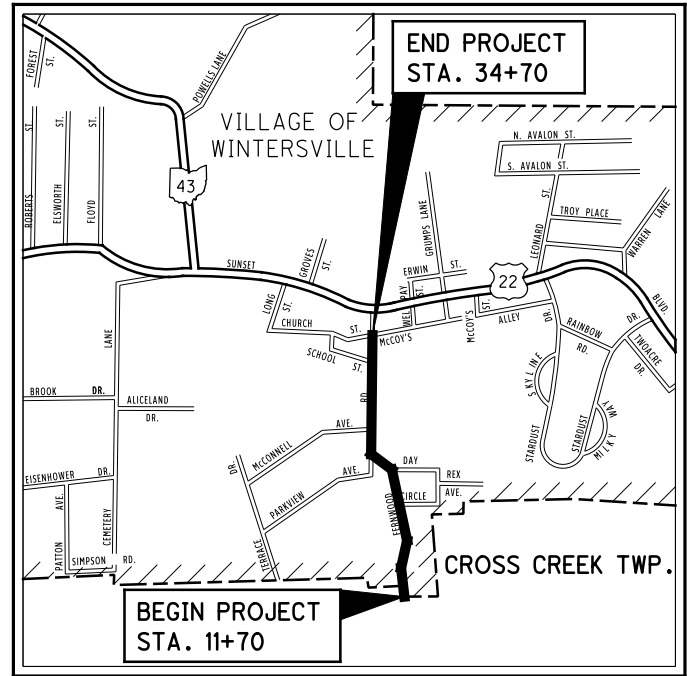 END PROJECT
STA. 34+70
VILLAGE OF
WINTERSVILLE
FOREST
ST.
POWELLS LANE
N. AVALON ST.
S. AVALON ST.
ROBERTS ST.
ELSWORTH ST.
FLOYD ST.
43
SUNSET
GROVES
ST.
GRUMPS LANE
ERWIN ST.
22
LEONARD ST.
TROY PLACE
WARREN LANE
LONG
ST.
CHURCH ST.
SCHOOL ST.
McCOY'S
McCOY'S
ST.
ALLEY
DR.
RAINBOW
RD.
DR.
BLVD.
TWOACRE
DR.
SKYLINE
STARDUST
STARDUST
MILKY WAY
LANE
BROOK DR.
ALICELAND
DR.
RD
McCONNELL AVE.
PARKVIEW AVE.
DR.
TERRACE
DAY
REX
CIRCLE
AVE.
FERNWOOD
EISENHOWER DR.
PATTON AVE.
CEMETERY
SIMPSON RD.
CROSS CREEK TWP.
BEGIN PROJECT
STA. 11+70